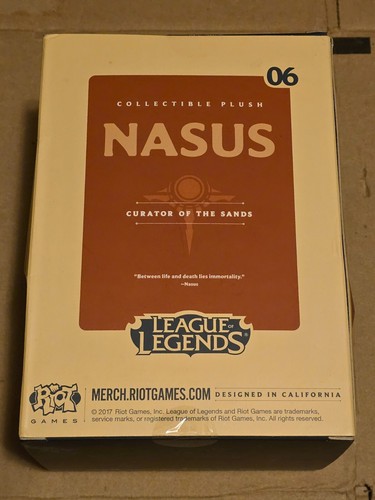 06
COLLECTIBLE PLUSH
NASUS
CURATOR OF THE SANDS
"Between life and death lies immortality."
—Nasus
LEAGUE OF
LEGENDS®
RIOT
GAMES
MERCH.RIOTGAMES.COM DESIGNED IN CALIFORNIA
© 2017 Riot Games, Inc. League of Legends and Riot Games are trademarks,
service marks, or registered trademarks of Riot Games, Inc. All rights reserved.